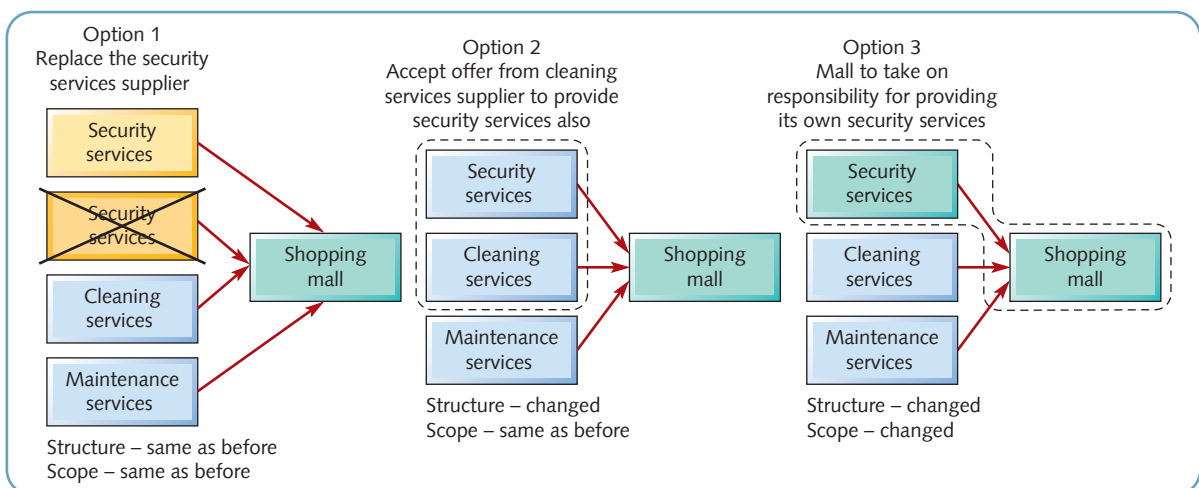 Option 1
Replace the security
services supplier
Security
services
Security
services
Cleaning
services
Maintenance
services
Shopping
mall
Structure – same as before
Scope – same as before
Option 2
Accept offer from cleaning
services supplier to provide
security services also
Security
services
Cleaning
services
Maintenance
services
Shopping
mall
Structure – changed
Scope – same as before
Option 3
Mall to take on
responsibility for providing
its own security services
Security
services
Cleaning
services
Maintenance
services
Shopping
mall
Structure – changed
Scope – changed